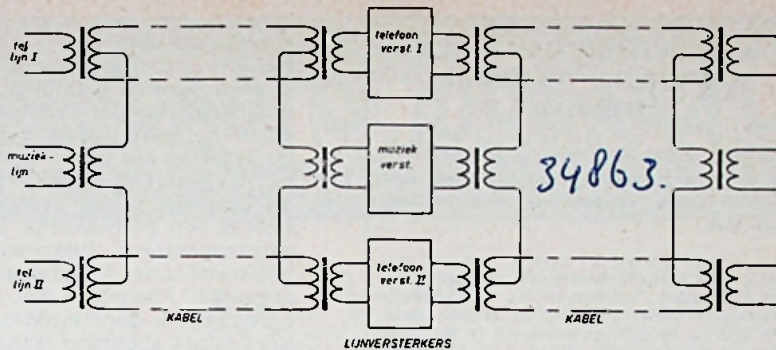 tel.
lijn I
telefoon
verst. I
muziek -
lijn
muziek
verst.
34863.
tel.
lijn II
telefoon
verst. II
KABEL
KABEL
LIJNVERSTERKERS